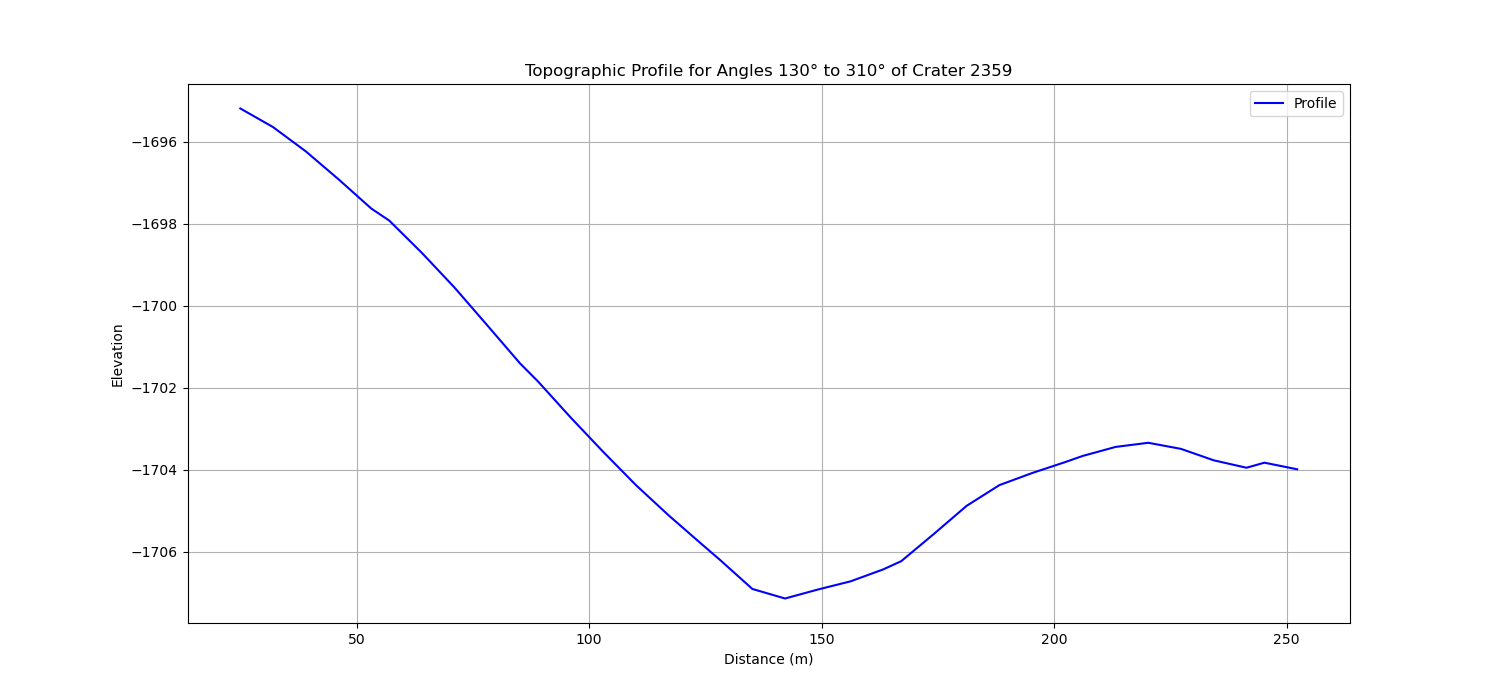 Topographic Profile for Angles 130° to 310° of Crater 2359
Profile
−1696
−1698
−1700
−1702
−1704
−1706
Elevation
50
100
150
200
250
Distance (m)